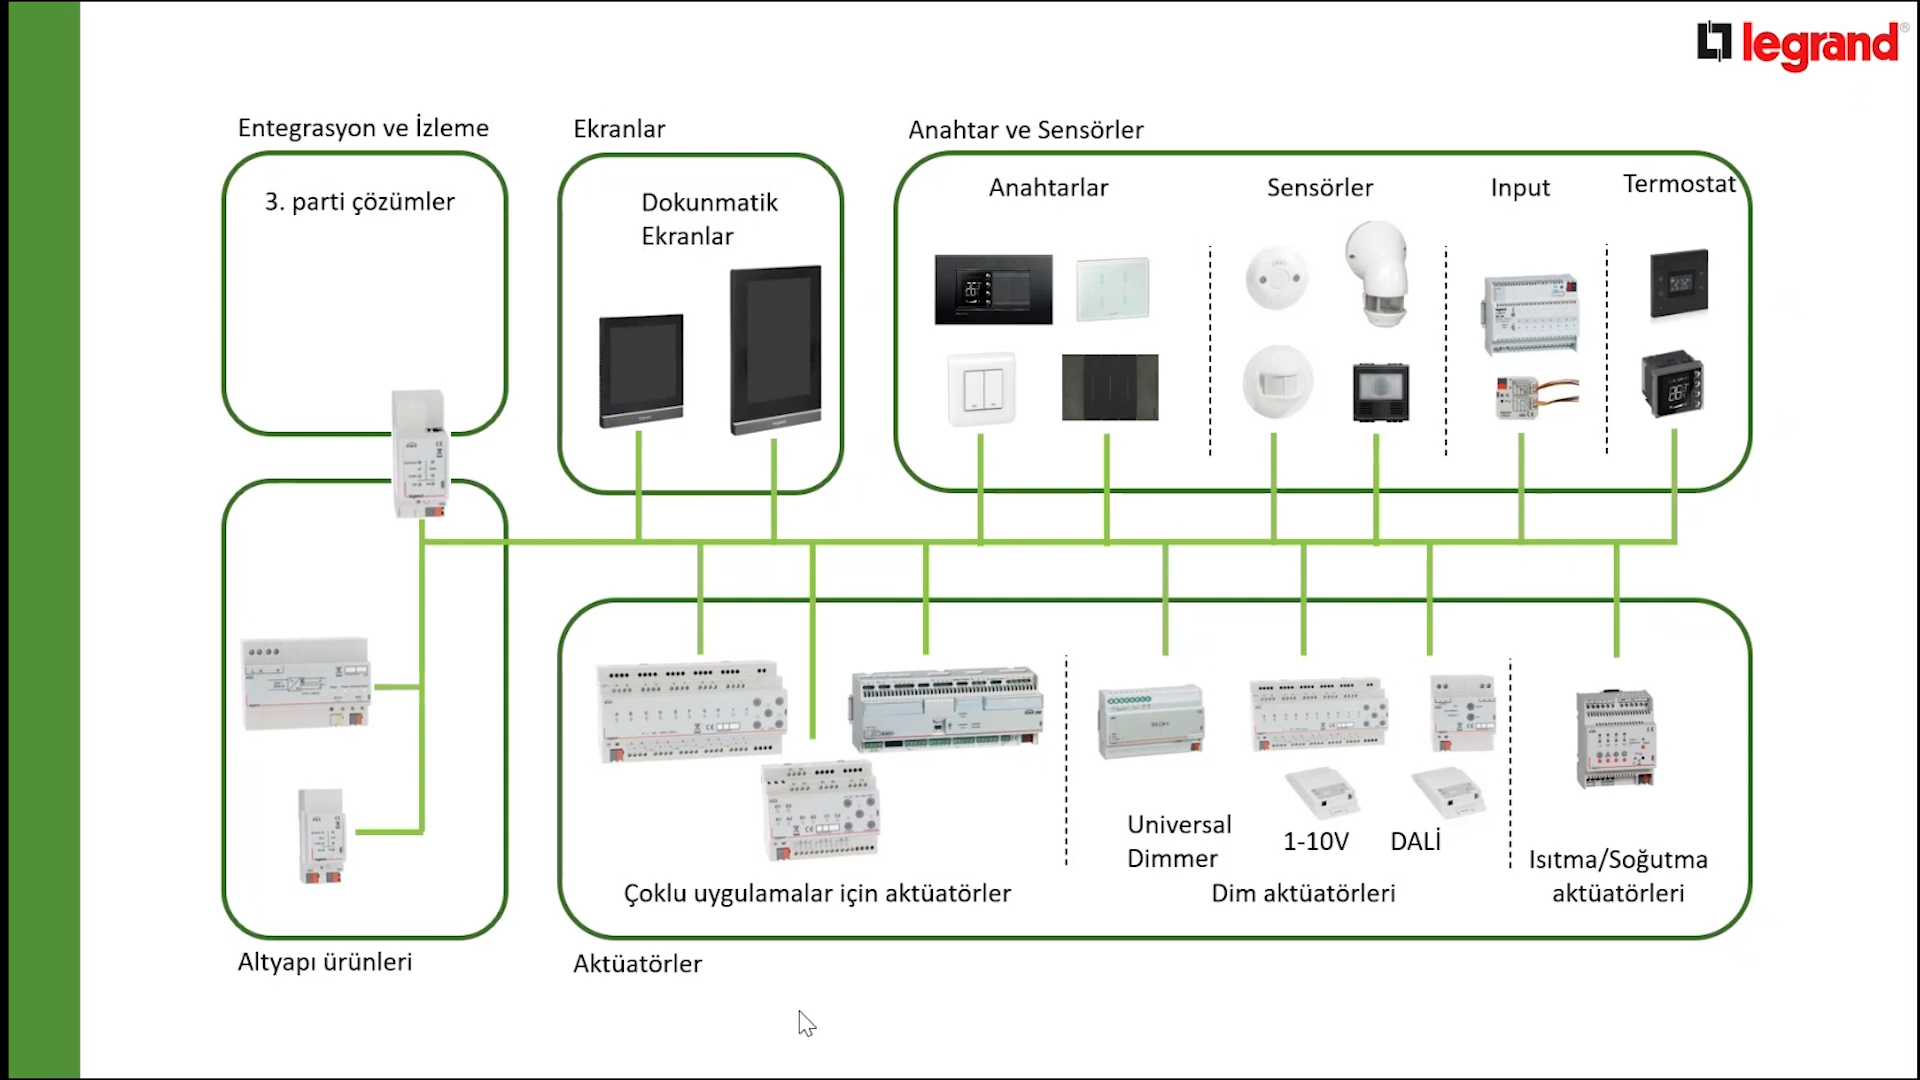 legrand®
Entegrasyon ve İzleme
3. parti çözümler
Ekranlar
Dokunmatik
Ekranlar
Anahtar ve Sensörler
Anahtarlar
Sensörler
Input
Termostat
Universal
Dimmer
1-10V
DALİ
Çoklu uygulamalar için aktüatörler
Dim aktüatörleri
Isıtma/Soğutma
aktüatörleri
Altyapı ürünleri
Aktüatörler